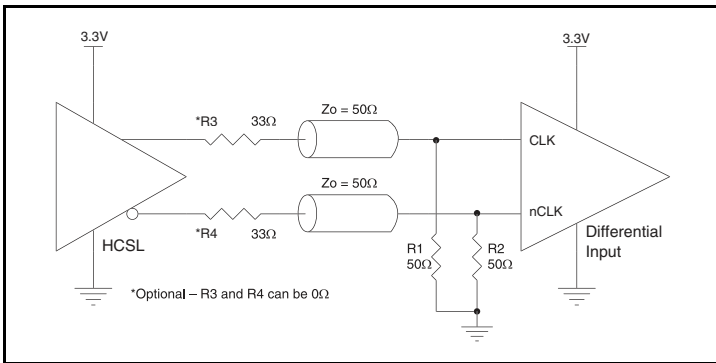 3.3V
3.3V
*R3
33Ω
Zo = 50Ω
CLK
Zo = 50Ω
nCLK
HCSL
*R4
33Ω
R1
50Ω
R2
50Ω
Differential
Input
*Optional – R3 and R4 can be 0Ω